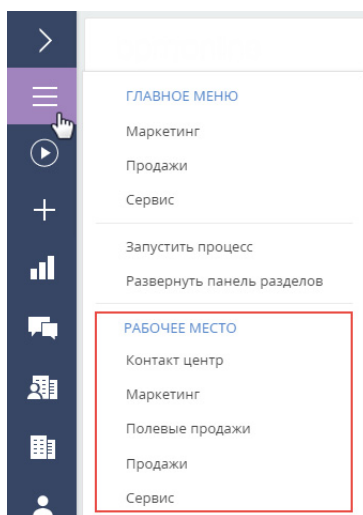 ГЛАВНОЕ МЕНЮ
Маркетинг
Продажи
Сервис
Запустить процесс
Развернуть панель разделов
РАБОЧЕЕ МЕСТО
Контакт центр
Маркетинг
Полевые продажи
Продажи
Сервис